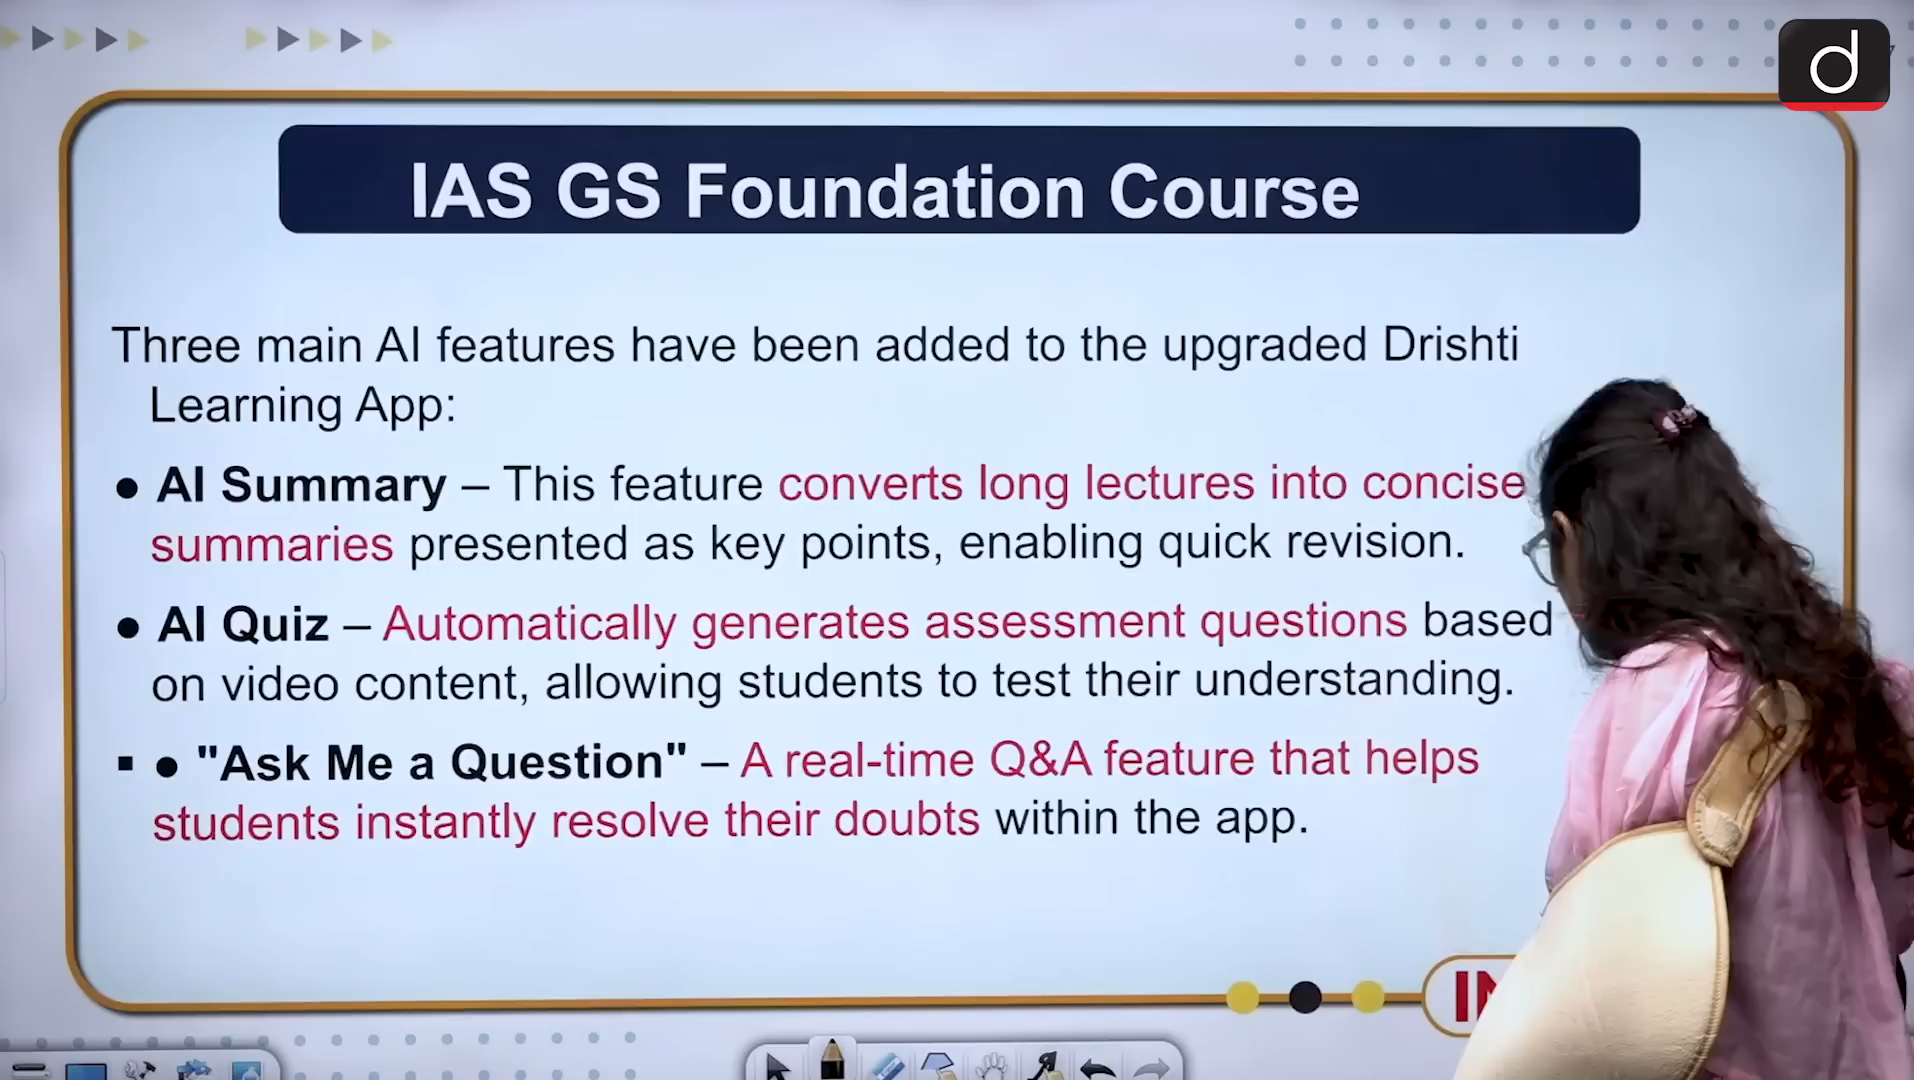 d
IAS GS Foundation Course
Three main AI features have been added to the upgraded Drishti
Learning App:
● AI Summary – This feature converts long lectures into concise
summaries presented as key points, enabling quick revision.
● AI Quiz – Automatically generates assessment questions based
on video content, allowing students to test their understanding.
▪ ● "Ask Me a Question" – A real-time Q&A feature that helps
students instantly resolve their doubts within the app.